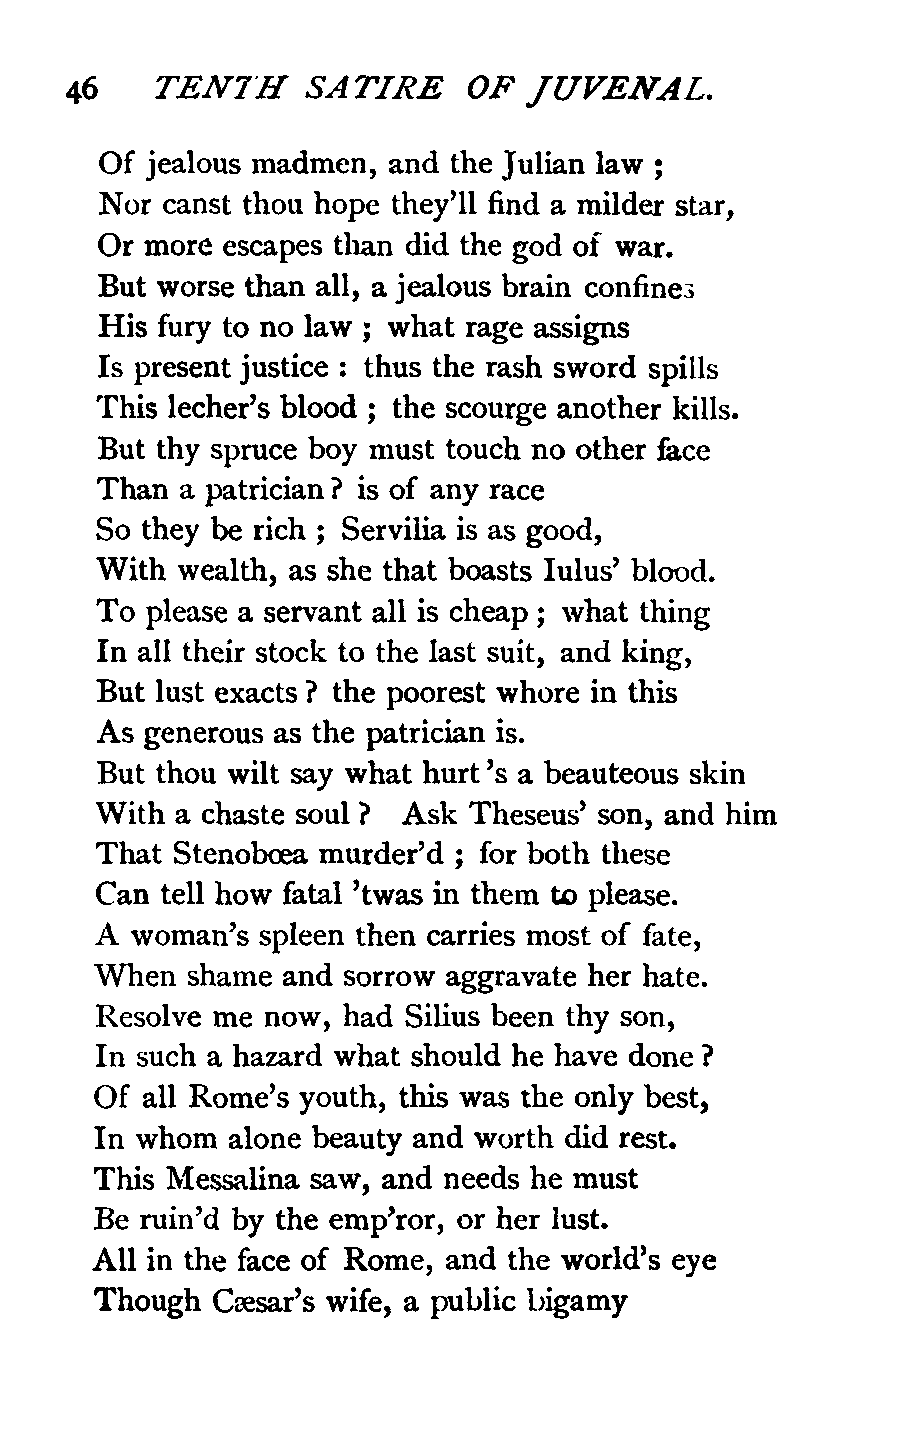 46 TENTH SATIRE OF JUVENAL.
Of jealous madmen, and the Julian law ;
Nor canst thou hope they'll find a milder star,
Or more escapes than did the god of war.
But worse than all, a jealous brain confines
His fury to no law ; what rage assigns
Is present justice : thus the rash sword spills
This lecher's blood ; the scourge another kills.
But thy spruce boy must touch no other face
Than a patrician ? is of any race
So they be rich ; Servilia is as good,
With wealth, as she that boasts Iulus' blood.
To please a servant all is cheap ; what thing
In all their stock to the last suit, and king,
But lust exacts ? the poorest whore in this
As generous as the patrician is.
But thou wilt say what hurt 's a beauteous skin
With a chaste soul ? Ask Theseus' son, and him
That Stenobœa murder'd ; for both these
Can tell how fatal 'twas in them to please.
A woman's spleen then carries most of fate,
When shame and sorrow aggravate her hate.
Resolve me now, had Silius been thy son,
In such a hazard what should he have done ?
Of all Rome's youth, this was the only best,
In whom alone beauty and worth did rest.
This Messalina saw, and needs he must
Be ruin'd by the emp'ror, or her lust.
All in the face of Rome, and the world's eye
Though Cæsar's wife, a public bigamy